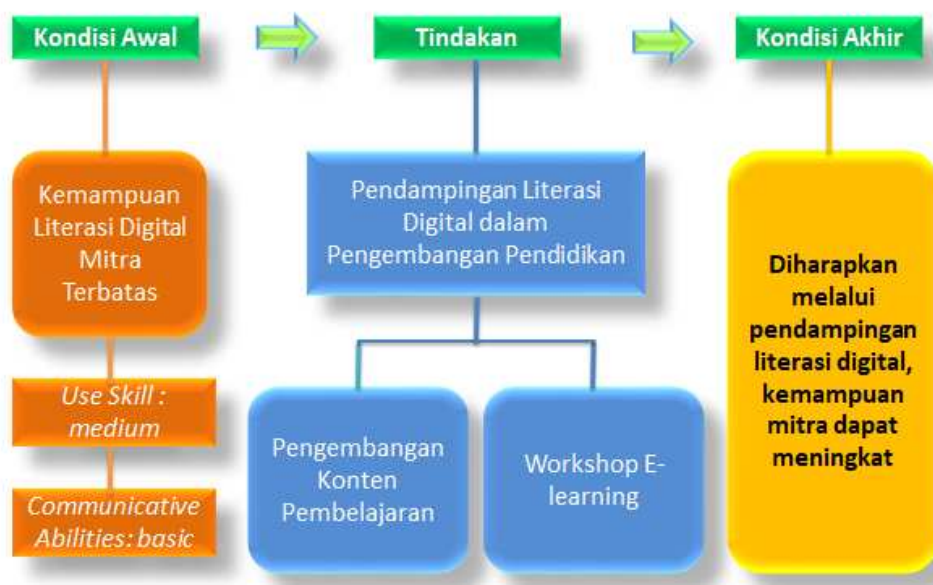 Kondisi Awal
Tindakan
Kondisi Akhir
Kemampuan
Literasi Digital
Mitra
Terbatas
Use Skill :
medium
Communicative
Abilities: basic
Pendampingan Literasi
Digital dalam
Pengembangan Pendidikan
Pengembangan
Konten
Pembelajaran
Workshop E-
learning
Diharapkan
melalui
pendampingan
literasi digital,
kemampuan
mitra dapat
meningkat